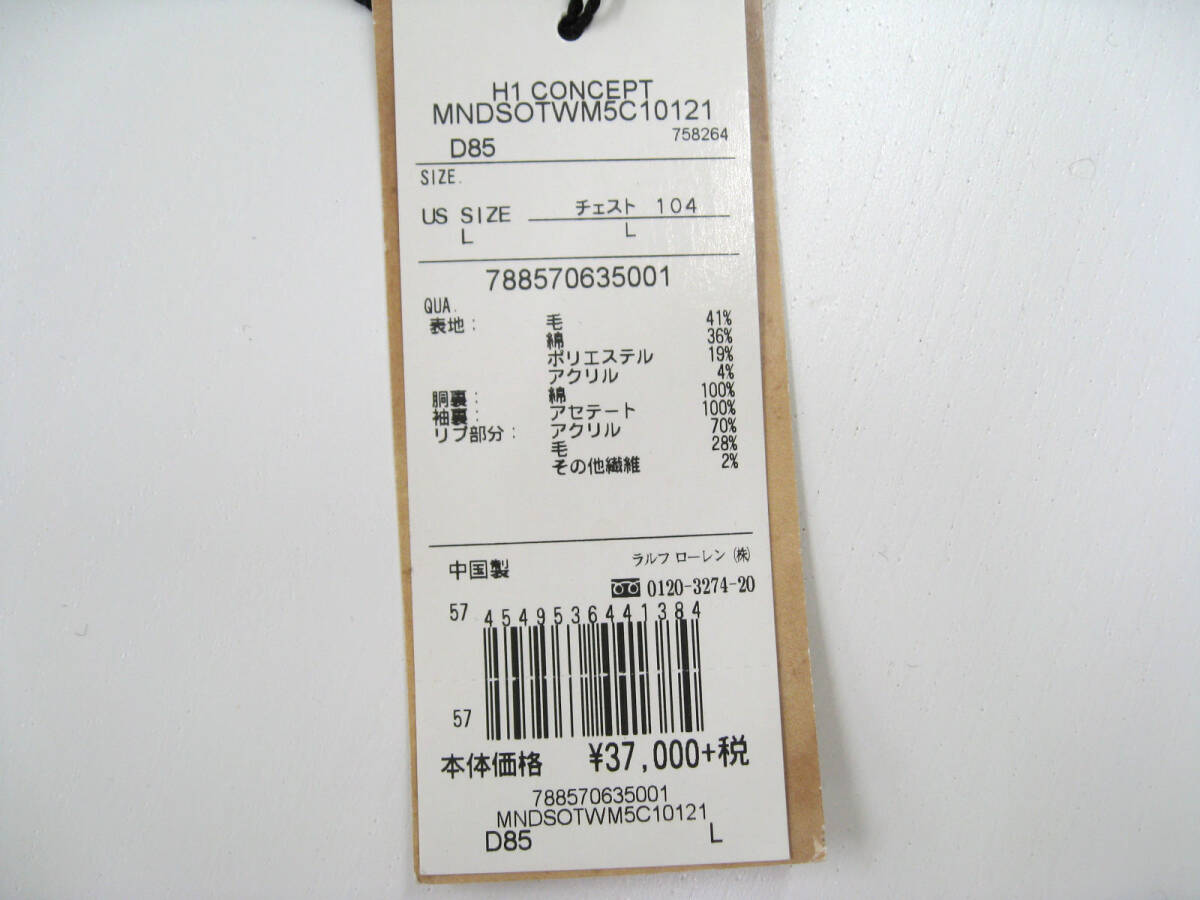 H1 CONCEPT
MNDSOTWM5C10121
D85 758264
SIZE.
US SIZE チェスト 104
L L
788570635001
QUA.
表地: 毛 41%
綿 36%
ポリエステル 19%
アクリル 4%
胴裏: 綿 100%
袖裏: アセテート 100%
リブ部分: アクリル 70%
毛 28%
その他繊維 2%
中国製 ラルフ ローレン ㈱
0120-3274-20
57 4549536441384
57
本体価格 ¥37,000+税
788570635001
MNDSOTWM5C10121
D85 L